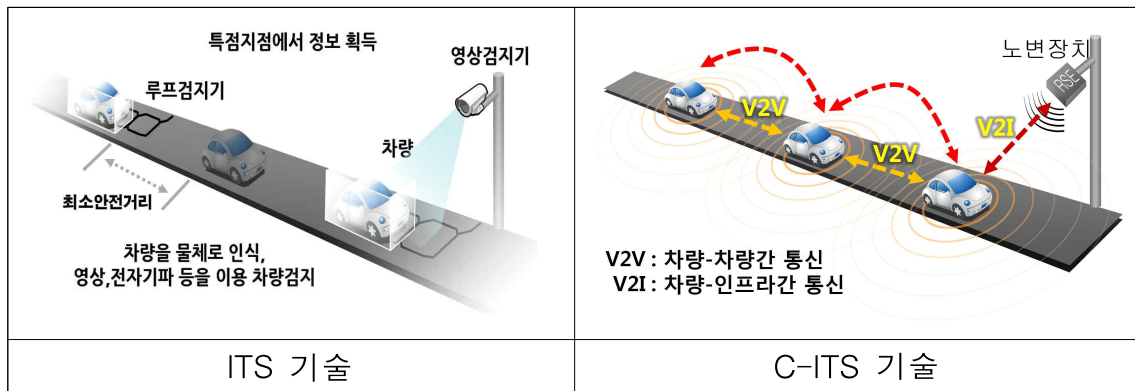 특점지점에서 정보 획득
영상검지기
루프검지기
차량
최소안전거리
차량을 물체로 인식,
영상,전자기파 등을 이용 차량검지
ITS 기술
노변장치
RSE
V2V
V2I
V2V
V2V : 차량-차량간 통신
V2I : 차량-인프라간 통신
C-ITS 기술